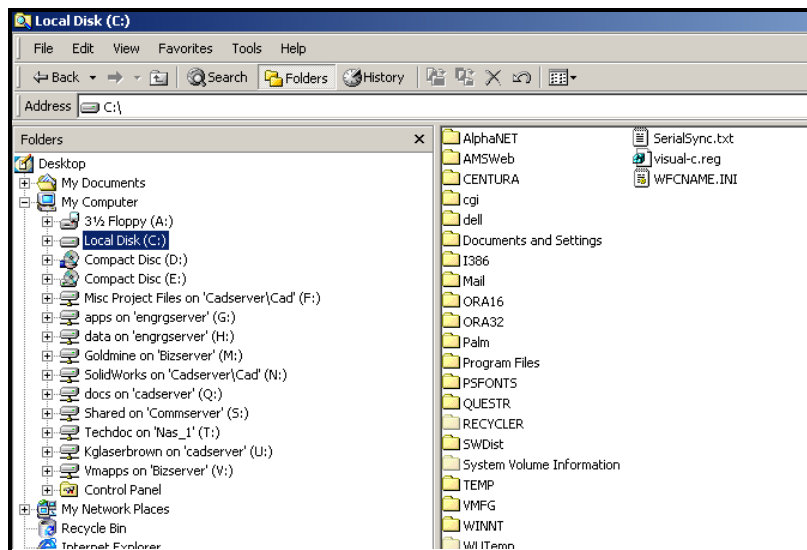 Local Disk (C:)
File Edit View Favorites Tools Help
Back Search Folders History
Address C:\
Folders
Desktop
My Documents
My Computer
3½ Floppy (A:)
Local Disk (C:)
Compact Disc (D:)
Compact Disc (E:)
Misc Project Files on 'Cadserver\Cad' (F:)
apps on 'engrgserver' (G:)
data on 'engrgserver' (H:)
Goldmine on 'Bizserver' (M:)
SolidWorks on 'Cadserver\Cad' (N:)
docs on 'cadserver' (Q:)
Shared on 'Commserver' (S:)
Techdoc on 'Nas_1' (T:)
Kglaserbrown on 'cadserver' (U:)
Vmapps on 'Bizserver' (V:)
Control Panel
My Network Places
Recycle Bin
Internet Explorer
AlphaNET
AMSWeb
CENTURA
cgi
dell
Documents and Settings
I386
Mail
ORA16
ORA32
Palm
Program Files
PSFONTS
QUESTR
RECYCLER
SWDist
System Volume Information
TEMP
VMFG
WINNT
WUTemp
SerialSync.txt
visual-c.reg
WFCNAME.INI